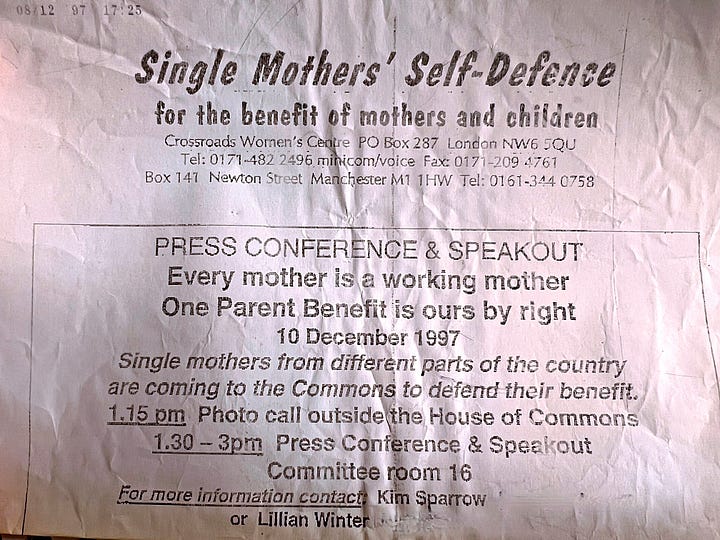 08/12 '97 17:25
Single Mothers' Self-Defence
for the benefit of mothers and children
Crossroads Women's Centre PO Box 287 London NW6 5QU
Tel: 0171-482 2496 minicom/voice Fax: 0171-209 4761
Box 141 Newton Street Manchester M1 1HW Tel: 0161-344 0758
PRESS CONFERENCE & SPEAKOUT
Every mother is a working mother
One Parent Benefit is ours by right
10 December 1997
Single mothers from different parts of the country
are coming to the Commons to defend their benefit.
1.15 pm Photo call outside the House of Commons
1.30 – 3pm Press Conference & Speakout
Committee room 16
For more information contact: Kim Sparrow
or Lillian Winter